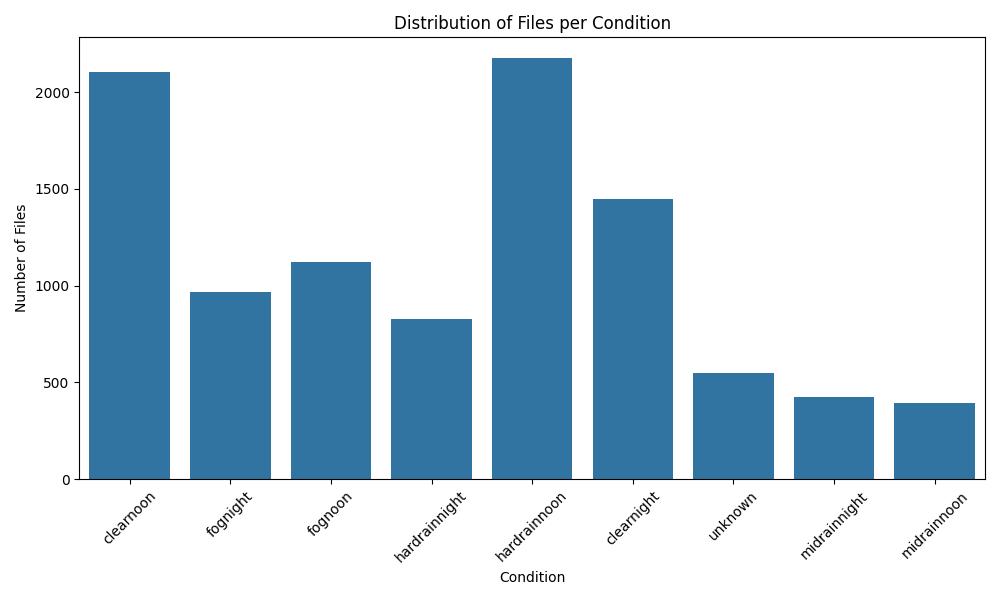 Distribution of Files per Condition
Number of Files
2000
1500
1000
500
0
clearnoon
fognight
fognoon
hardrainnight
hardrainnoon
clearnight
unknown
midrainnight
midrainnoon
Condition